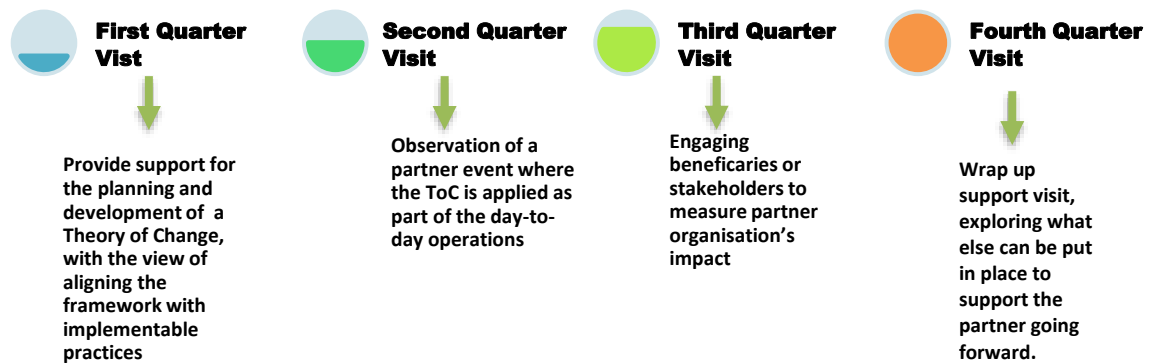 First Quarter
Vist
Provide support for
the planning and
development of a
Theory of Change,
with the view of
aligning the
framework with
implementable
practices
Second Quarter
Visit
Observation of a
partner event where
the ToC is applied as
part of the day-to-
day operations
Third Quarter
Visit
Engaging
beneficaries or
stakeholders to
measure partner
organisation's
impact
Fourth Quarter
Visit
Wrap up
support visit,
exploring what
else can be put
in place to
support the
partner going
forward.